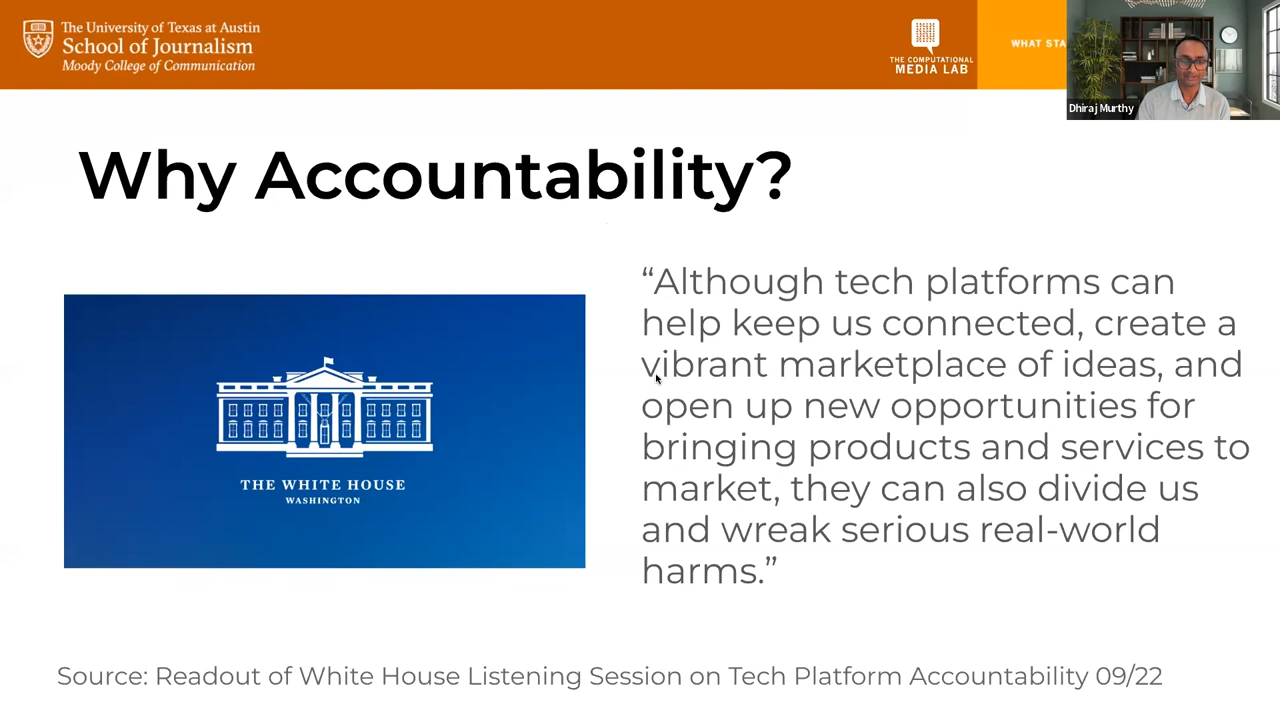 The University of Texas at Austin
School of Journalism
Moody College of Communication
THE COMPUTATIONAL
MEDIA LAB
WHAT STA
Dhiraj Murthy
Why Accountability?
THE WHITE HOUSE
WASHINGTON
“Although tech platforms can
help keep us connected, create a
vibrant marketplace of ideas, and
open up new opportunities for
bringing products and services to
market, they can also divide us
and wreak serious real-world
harms.”
Source: Readout of White House Listening Session on Tech Platform Accountability 09/22